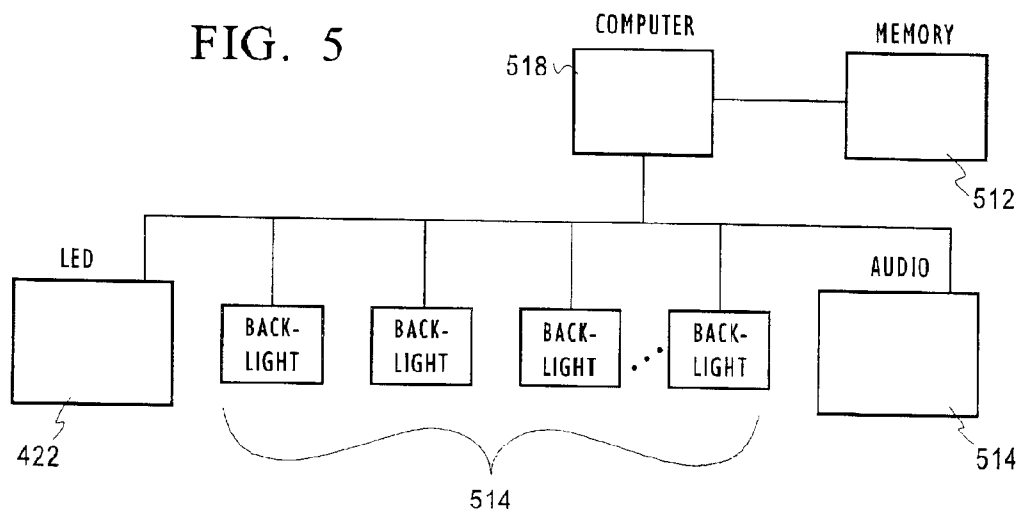 FIG. 5
COMPUTER
MEMORY
518
512
LED
AUDIO
BACK-
LIGHT
BACK-
LIGHT
BACK-
LIGHT
BACK-
LIGHT
422
514
514